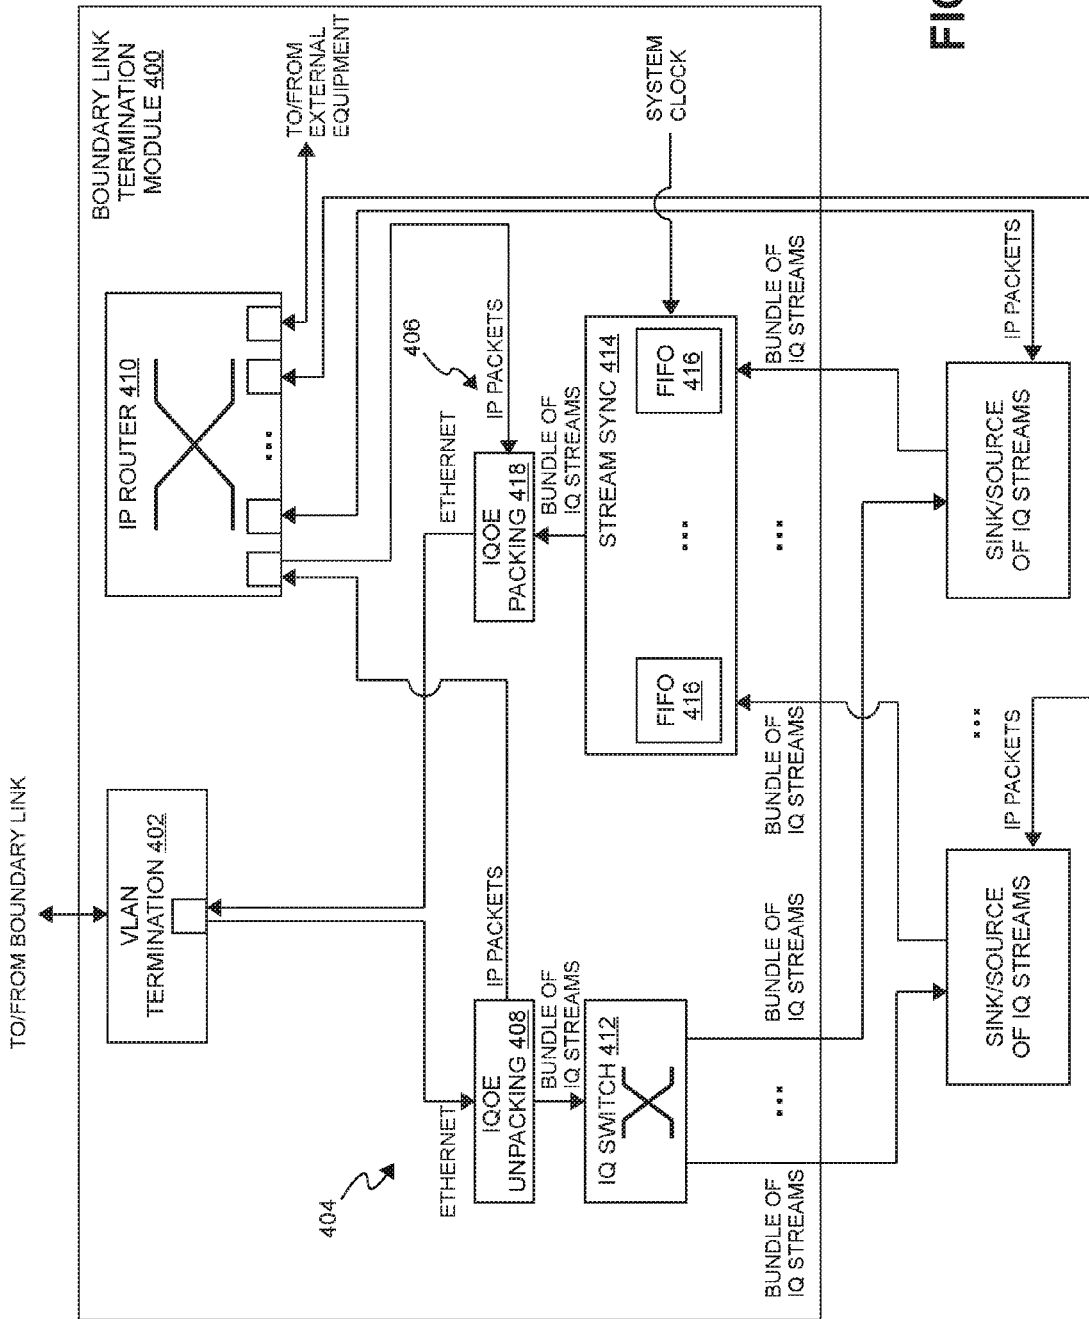 TO/FROM BOUNDARY LINK
BOUNDARY LINK
TERMINATION
MODULE 400
VLAN
TERMINATION 402
IP ROUTER 410
...
TO/FROM
EXTERNAL
EQUIPMENT
404
ETHERNET
IP PACKETS
ETHERNET
406
IP PACKETS
IQOE
UNPACKING 408
IQOE
PACKING 418
BUNDLE OF
IQ STREAMS
BUNDLE OF
IQ STREAMS
IQ SWITCH 412
STREAM SYNC 414
SYSTEM
CLOCK
FIFO
416
...
FIFO
416
BUNDLE OF
IQ STREAMS
...
BUNDLE OF
IQ STREAMS
BUNDLE OF
IQ STREAMS
...
BUNDLE OF
IQ STREAMS
IP PACKETS
...
IP PACKETS
SINK/SOURCE
OF IQ STREAMS
SINK/SOURCE
OF IQ STREAMS
FIG